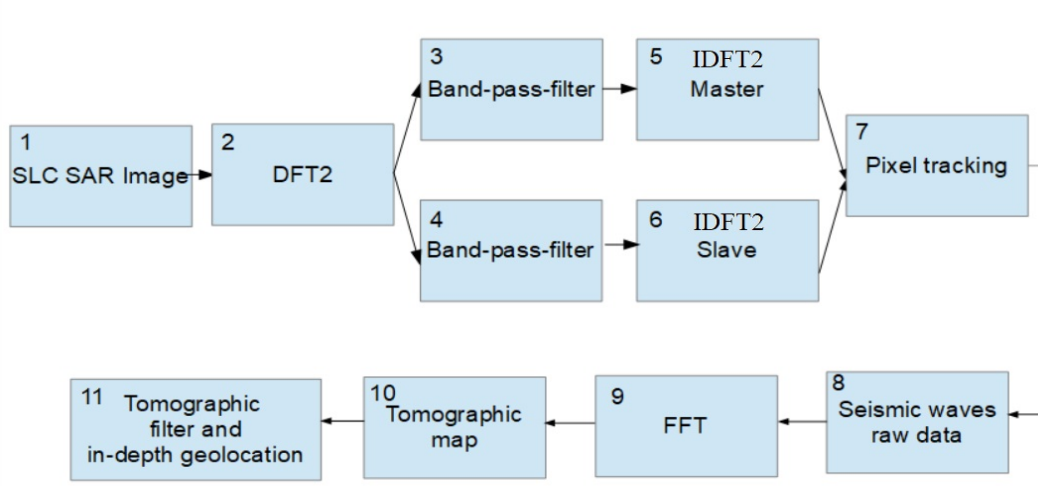 1
SLC SAR Image
2
DFT2
3
Band-pass-filter
4
Band-pass-filter
5 IDFT2
Master
6 IDFT2
Slave
7
Pixel tracking
8
Seismic waves
raw data
9
FFT
10
Tomographic
map
11
Tomographic
filter and
in-depth geolocation